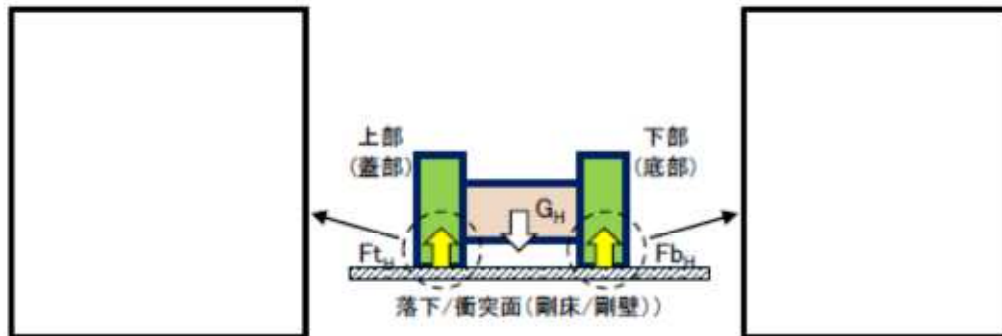 上部
(蓋部)
下部
(底部)
G_H
Ft_H
Fb_H
落下/衝突面(剛床/剛壁))